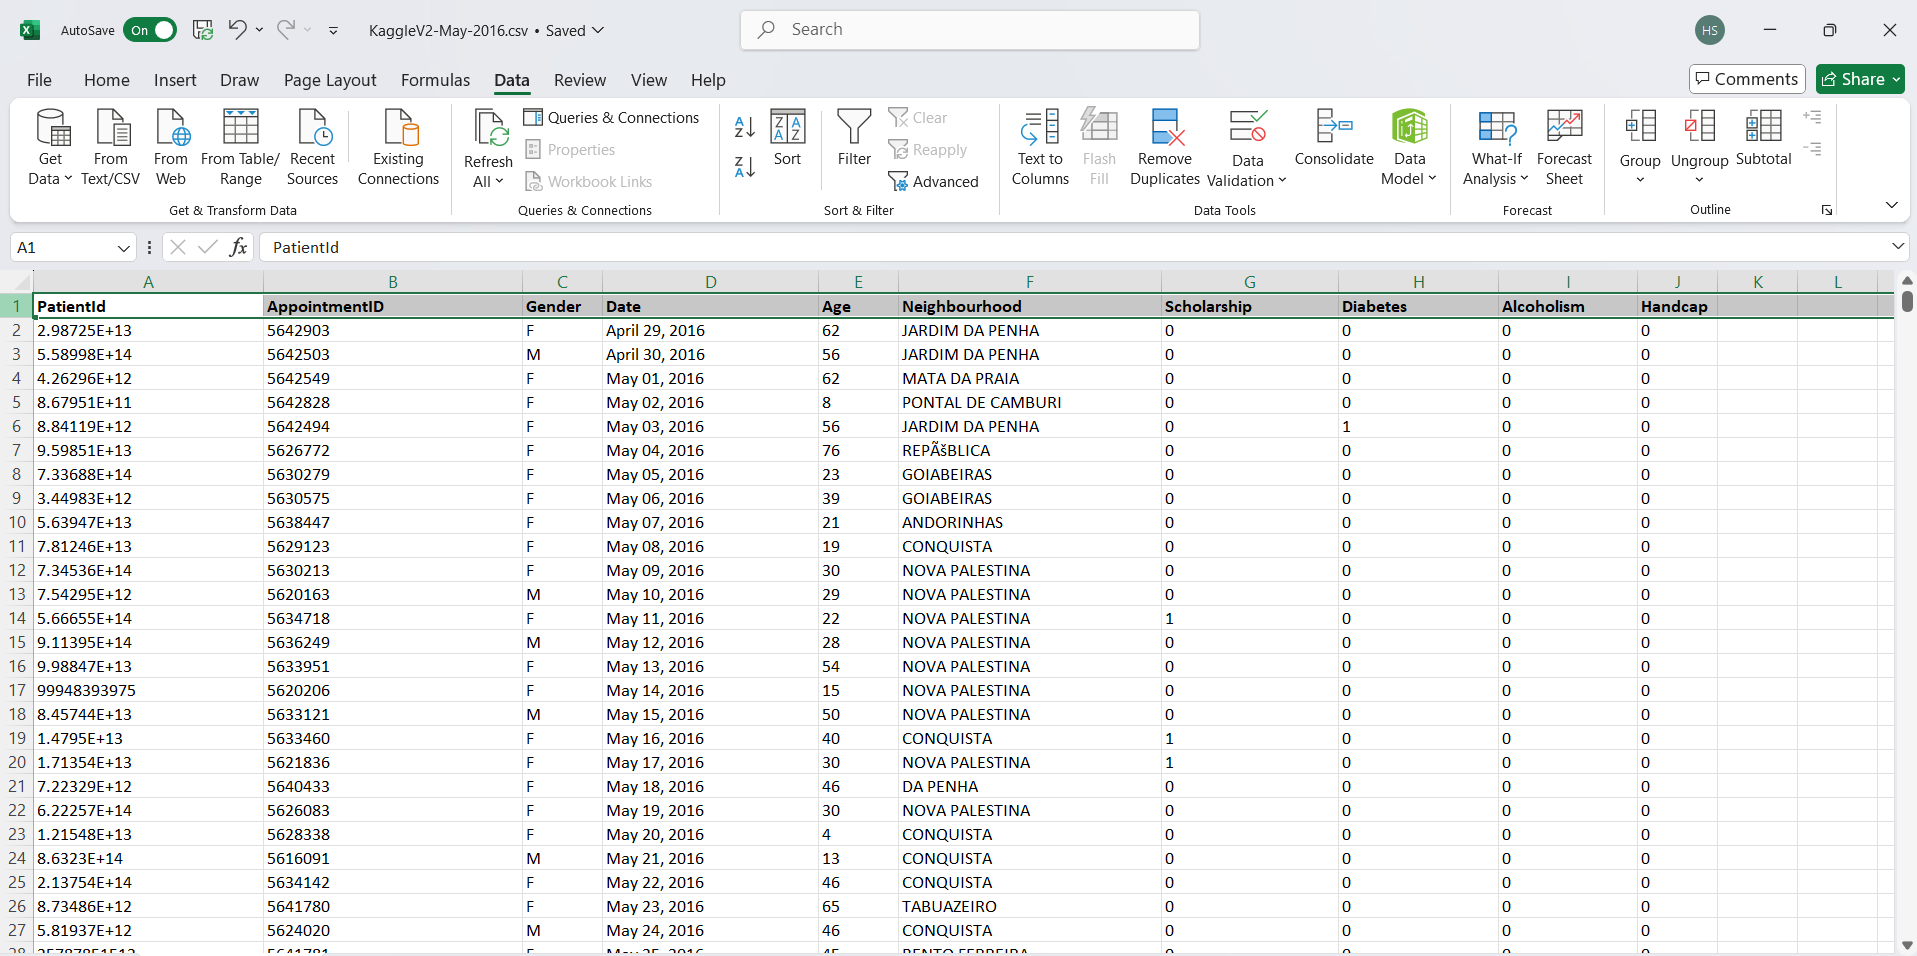 AutoSave On KaggleV2-May-2016.csv • Saved Search HS
File Home Insert Draw Page Layout Formulas Data Review View Help Comments Share
Get Data
From Text/CSV
From Web
From Table/ Range
Recent Sources
Existing Connections
Get & Transform Data
Refresh All
Queries & Connections
Properties
Workbook Links
Queries & Connections
Sort
Filter
Clear
Reapply
Advanced
Sort & Filter
Text to Columns
Flash Fill
Remove Duplicates
Data Validation
Consolidate
Data Model
Data Tools
What-If Analysis
Forecast Sheet
Forecast
Group
Ungroup
Subtotal
Outline
A1 fx PatientId
A B C D E F G H I J K L
1 PatientId AppointmentID Gender Date Age Neighbourhood Scholarship Diabetes Alcoholism Handcap
2 2.98725E+13 5642903 F April 29, 2016 62 JARDIM DA PENHA 0 0 0 0
3 5.58998E+14 5642503 M April 30, 2016 56 JARDIM DA PENHA 0 0 0 0
4 4.26296E+12 5642549 F May 01, 2016 62 MATA DA PRAIA 0 0 0 0
5 8.67951E+11 5642828 F May 02, 2016 8 PONTAL DE CAMBURI 0 0 0 0
6 8.84119E+12 5642494 F May 03, 2016 56 JARDIM DA PENHA 0 1 0 0
7 9.59851E+13 5626772 F May 04, 2016 76 REPÃšBLICA 0 0 0 0
8 7.33688E+14 5630279 F May 05, 2016 23 GOIABEIRAS 0 0 0 0
9 3.44983E+12 5630575 F May 06, 2016 39 GOIABEIRAS 0 0 0 0
10 5.63947E+13 5638447 F May 07, 2016 21 ANDORINHAS 0 0 0 0
11 7.81246E+13 5629123 F May 08, 2016 19 CONQUISTA 0 0 0 0
12 7.34536E+14 5630213 F May 09, 2016 30 NOVA PALESTINA 0 0 0 0
13 7.54295E+12 5620163 M May 10, 2016 29 NOVA PALESTINA 0 0 0 0
14 5.66655E+14 5634718 F May 11, 2016 22 NOVA PALESTINA 1 0 0 0
15 9.11395E+14 5636249 M May 12, 2016 28 NOVA PALESTINA 0 0 0 0
16 9.98847E+13 5633951 F May 13, 2016 54 NOVA PALESTINA 0 0 0 0
17 99948393975 5620206 F May 14, 2016 15 NOVA PALESTINA 0 0 0 0
18 8.45744E+13 5633121 M May 15, 2016 50 NOVA PALESTINA 0 0 0 0
19 1.4795E+13 5633460 F May 16, 2016 40 CONQUISTA 1 0 0 0
20 1.71354E+13 5621836 F May 17, 2016 30 NOVA PALESTINA 1 0 0 0
21 7.22329E+12 5640433 F May 18, 2016 46 DA PENHA 0 0 0 0
22 6.22257E+14 5626083 F May 19, 2016 30 NOVA PALESTINA 0 0 0 0
23 1.21548E+13 5628338 F May 20, 2016 4 CONQUISTA 0 0 0 0
24 8.6323E+14 5616091 M May 21, 2016 13 CONQUISTA 0 0 0 0
25 2.13754E+14 5634142 F May 22, 2016 46 CONQUISTA 0 0 0 0
26 8.73486E+12 5641780 F May 23, 2016 65 TABUAZEIRO 0 0 0 0
27 5.81937E+12 5624020 M May 24, 2016 46 CONQUISTA 0 0 0 0